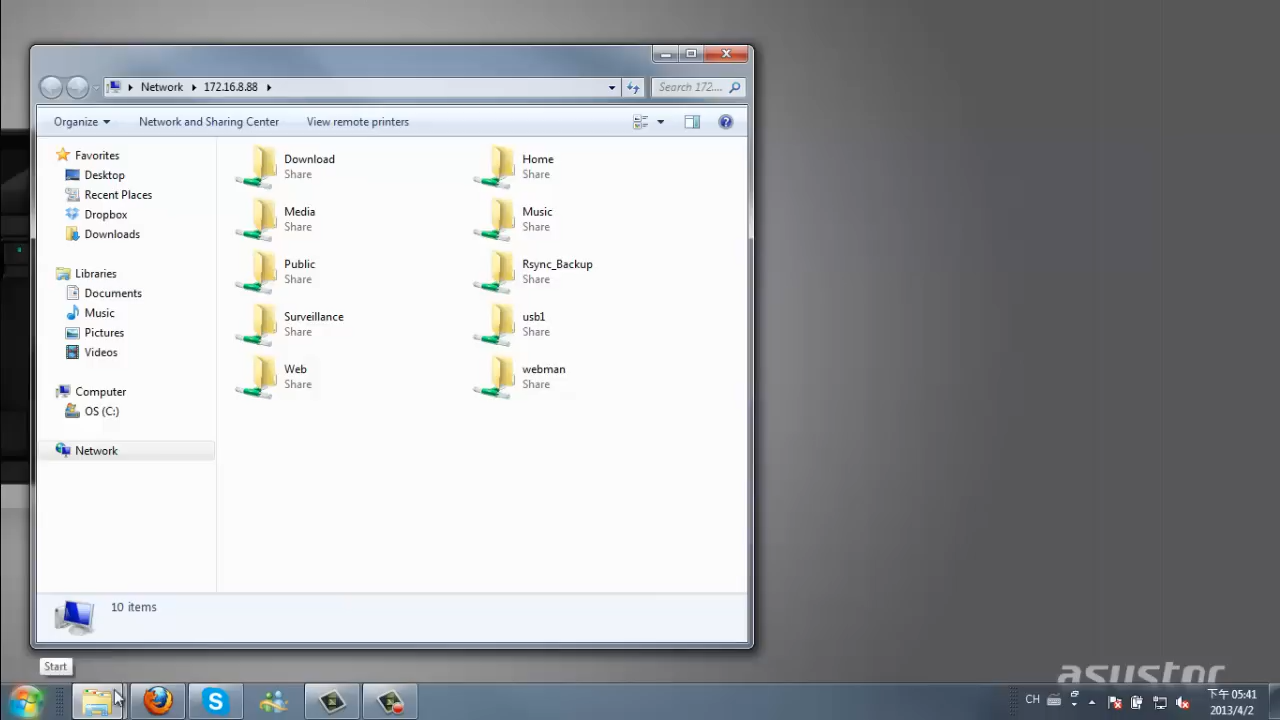 Network 172.16.8.88
Search 172....
Organize Network and Sharing Center View remote printers
Favorites
Desktop
Recent Places
Dropbox
Downloads
Libraries
Documents
Music
Pictures
Videos
Computer
OS (C:)
Network
Download
Share
Home
Share
Media
Share
Music
Share
Public
Share
Rsync_Backup
Share
Surveillance
Share
usb1
Share
Web
Share
webman
Share
10 items
Start
asustor
CH
下午 05:41
2013/4/2